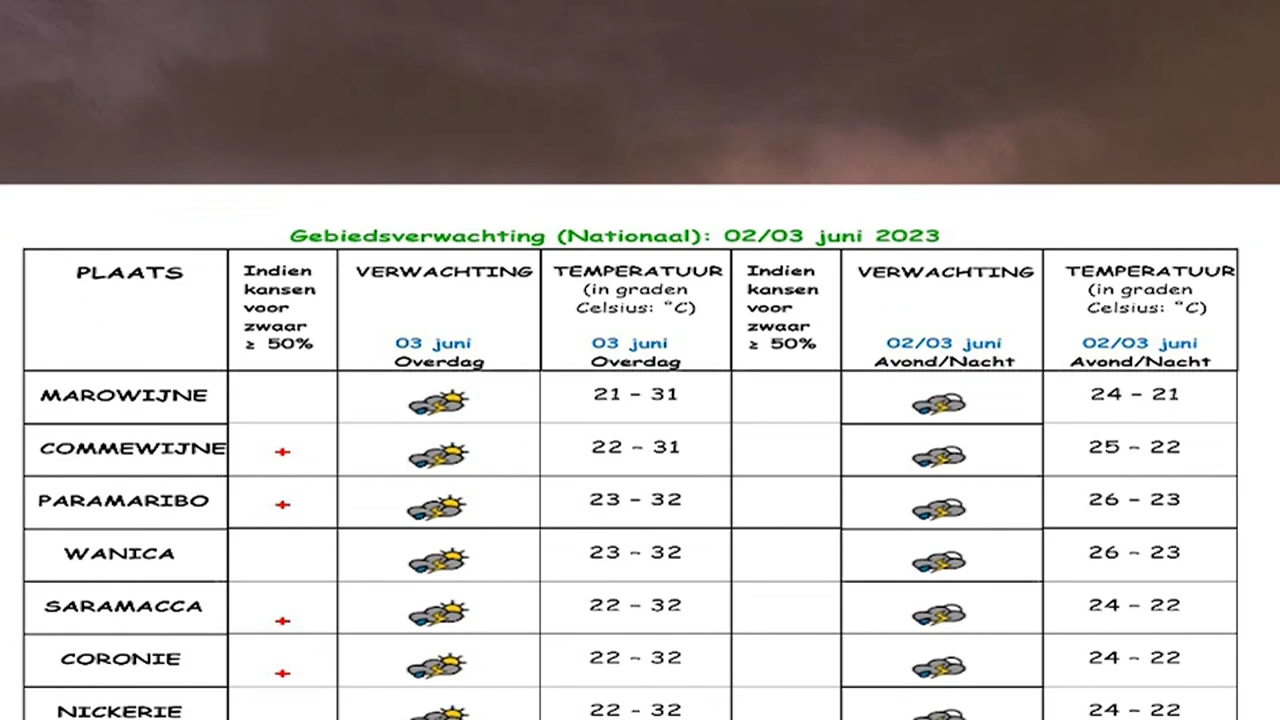 Gebiedsverwachting (Nationaal): 02/03 juni 2023
PLAATS
Indien kansen voor zwaar ≥ 50%
VERWACHTING 03 juni Overdag
TEMPERATUUR (in graden Celsius: °C) 03 juni Overdag
Indien kansen voor zwaar ≥ 50%
VERWACHTING 02/03 juni Avond/Nacht
TEMPERATUUR (in graden Celsius: °C) 02/03 juni Avond/Nacht
MAROWIJNE 21 - 31 24 - 21
COMMEWIJNE + 22 - 31 25 - 22
PARAMARIBO + 23 - 32 26 - 23
WANICA 23 - 32 26 - 23
SARAMACCA + 22 - 32 24 - 22
CORONIE + 22 - 32 24 - 22
NICKERIE 22 - 32 24 - 22